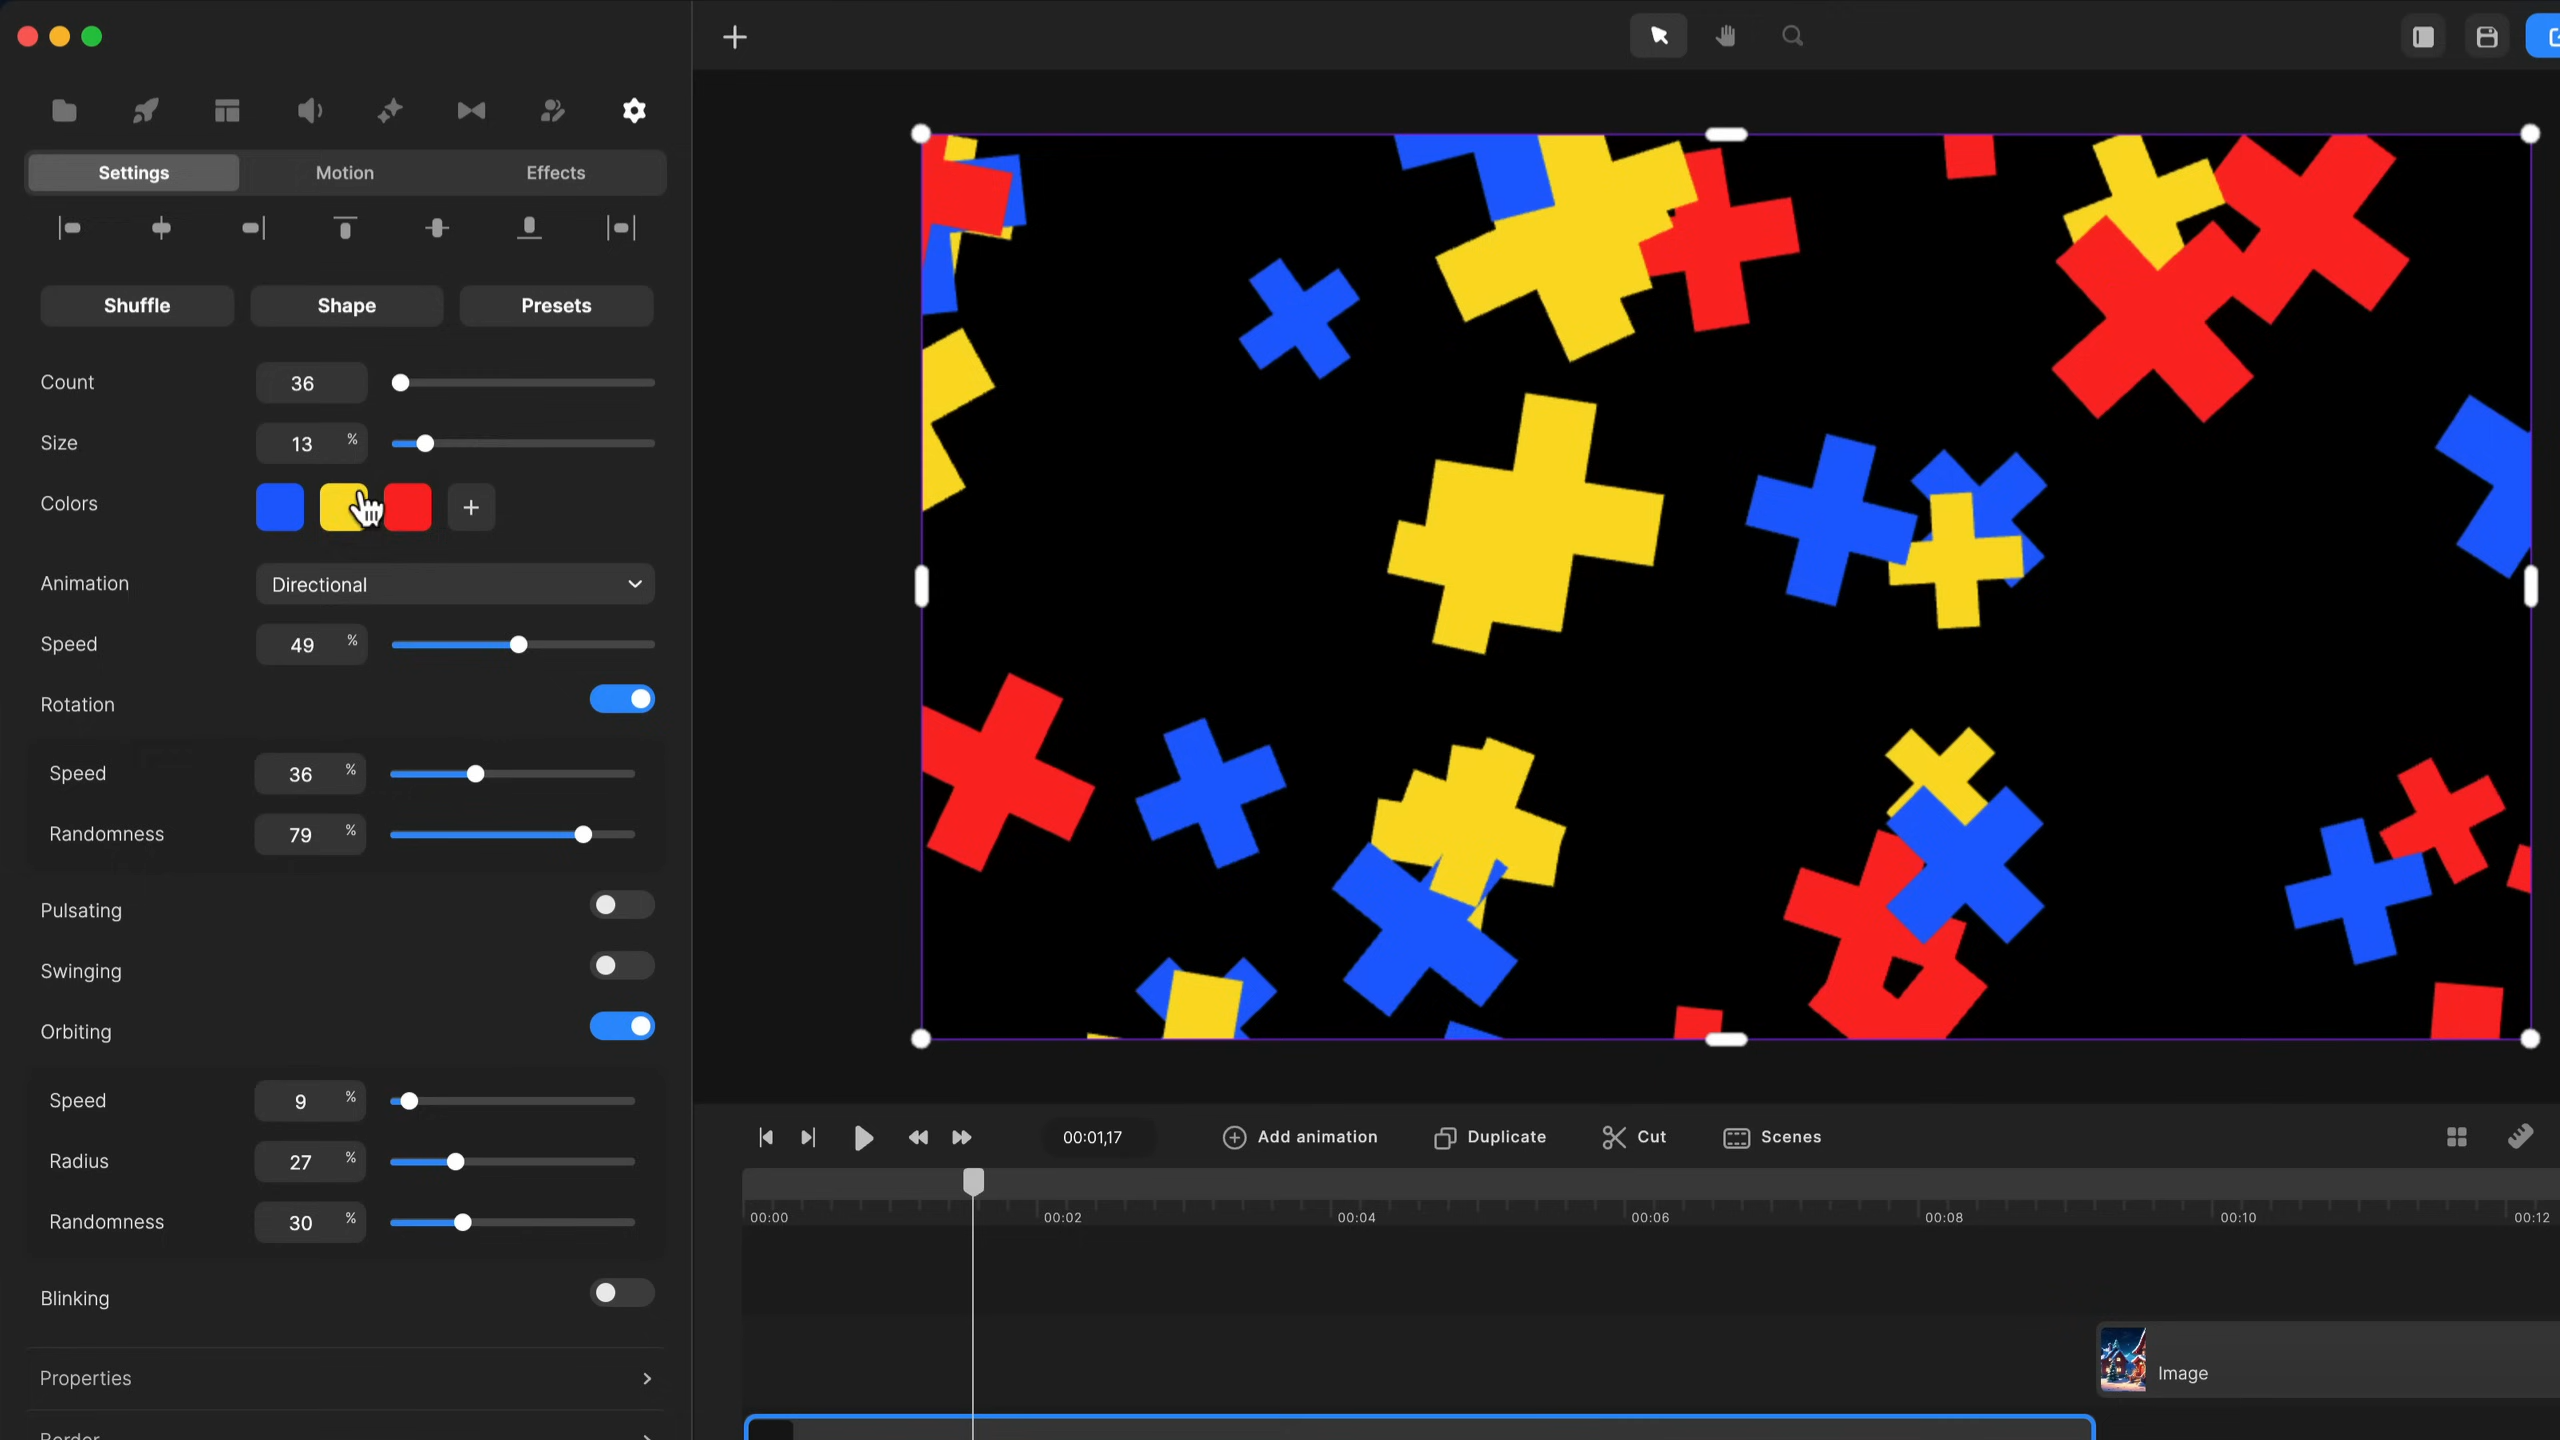 Settings Motion Effects
Shuffle Shape Presets
Count 36
Size 13 %
Colors
Animation Directional
Speed 49 %
Rotation
Speed 36 %
Randomness 79 %
Pulsating
Swinging
Orbiting
Speed 9 %
Radius 27 %
Randomness 30 %
Blinking
Properties
Border
00:01,17 Add animation Duplicate Cut Scenes
00:00 00:02 00:04 00:06 00:08 00:10 00:12
Image